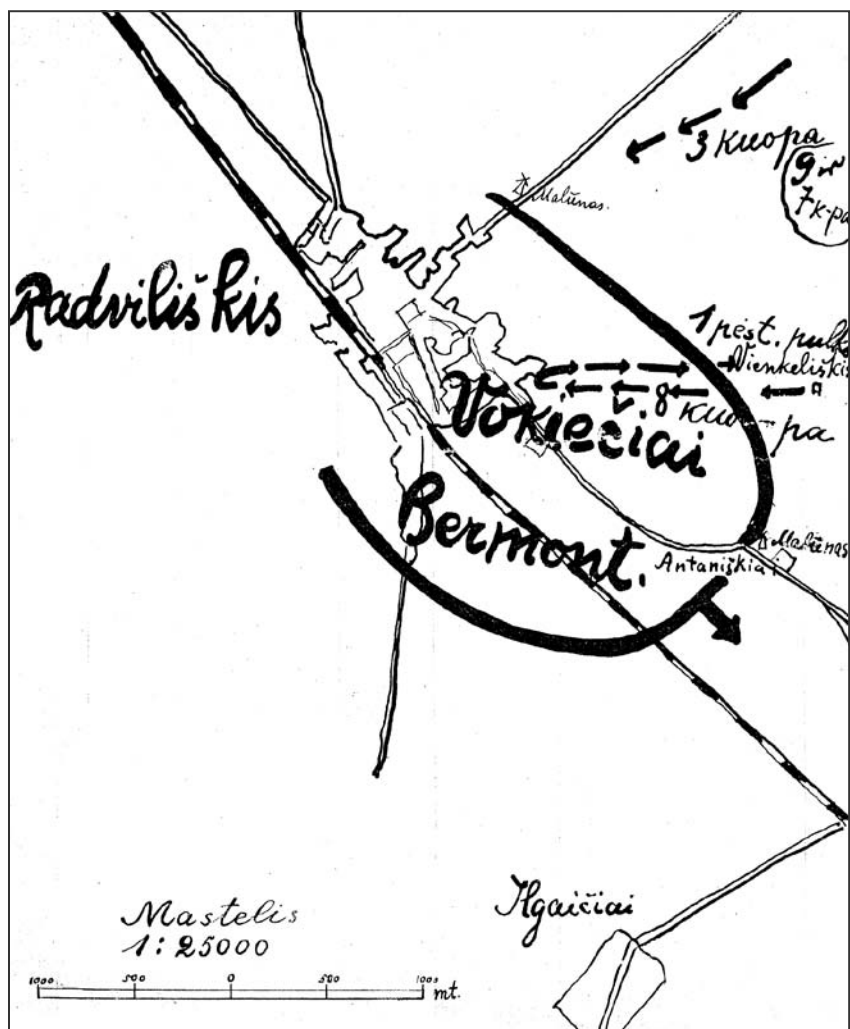 3 kuopa
9 ir
7 k-pa
Malūnas.
Radviliškis
1 pėst. pulk
Vienkeliškis
8 kuo-pa
Vokiečiai
Bermont.
Malūnas
Antaniškiai
Ilgaičiai
Mastelis
1:25000
1000 500 0 500 1000 mt.